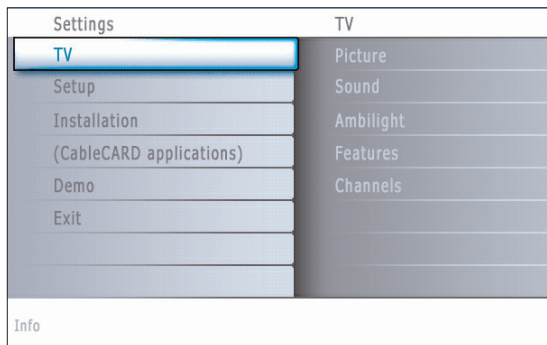 Settings
TV
TV
Picture
Setup
Sound
Installation
Ambilight
(CableCARD applications)
Features
Demo
Channels
Exit
Info